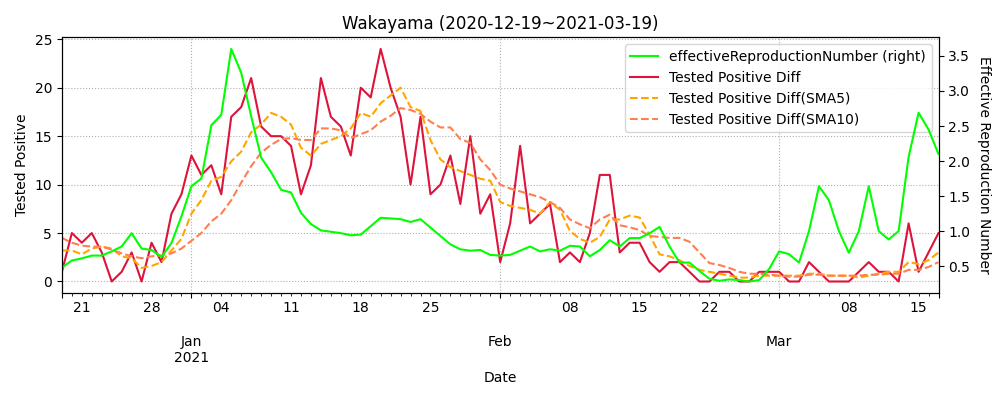 Wakayama (2020-12-19~2021-03-19)
effectiveReproductionNumber (right)
Tested Positive Diff
Tested Positive Diff(SMA5)
Tested Positive Diff(SMA10)
Tested Positive
25
20
15
10
5
0
Effective Reproduction Number
3.5
3.0
2.5
2.0
1.5
1.0
0.5
21 28 04 11 18 25 08 15 22 08 15
Jan Feb Mar
2021
Date